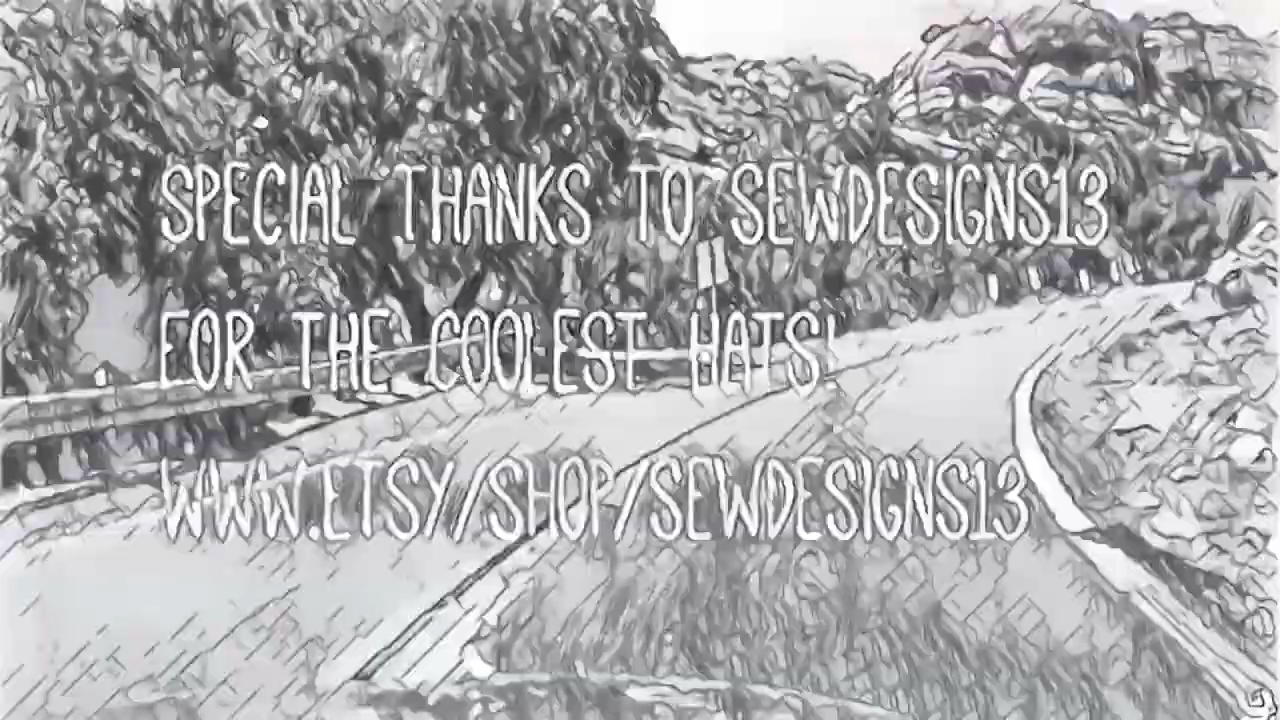 SPECIAL THANKS TO SEWDESIGNS13
FOR THE COOLEST HATS!
WWW.ETSY//SHOP/SEWDESIGNS13